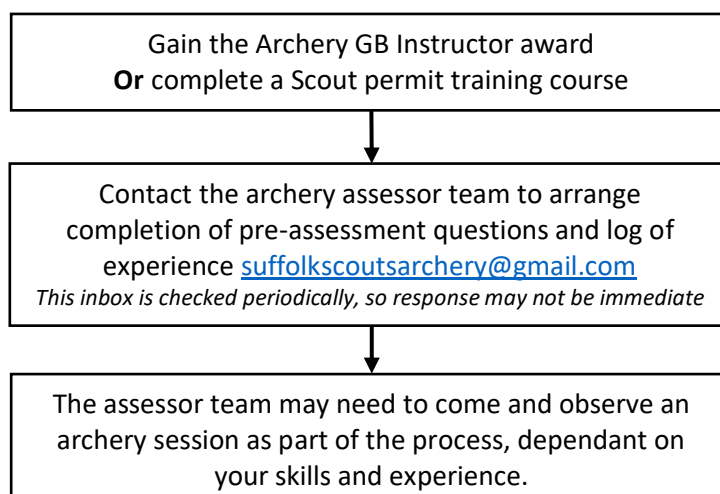 Gain the Archery GB Instructor award
Or complete a Scout permit training course
Contact the archery assessor team to arrange
completion of pre-assessment questions and log of
experience suffolkscoutsarchery@gmail.com
This inbox is checked periodically, so response may not be immediate
The assessor team may need to come and observe an
archery session as part of the process, dependant on
your skills and experience.